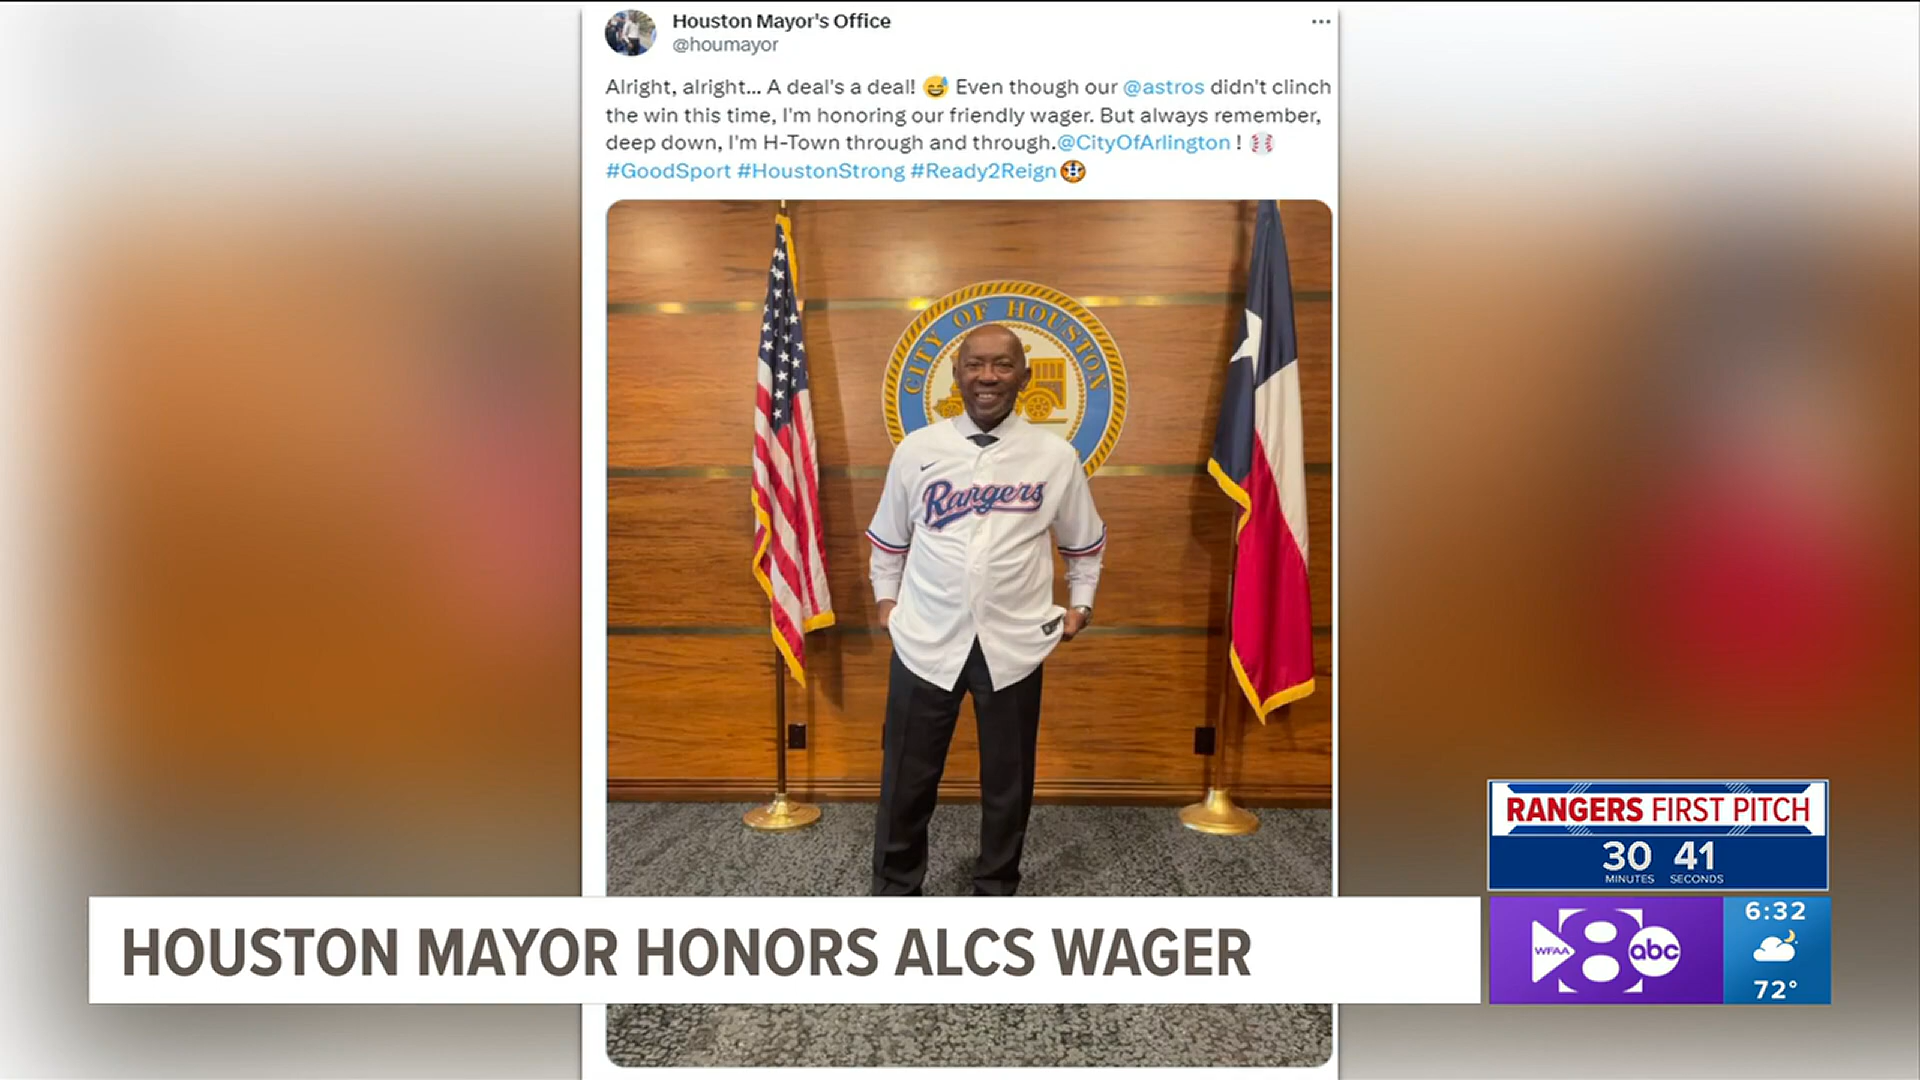 Houston Mayor's Office
@houmayor
Alright, alright... A deal's a deal! 😅 Even though our @astros didn't clinch
the win this time, I'm honoring our friendly wager. But always remember,
deep down, I'm H-Town through and through.@CityOfArlington ! ⚾
#GoodSport #HoustonStrong #Ready2Reign
CITY OF HOUSTON
Rangers
RANGERS FIRST PITCH
30 41
MINUTES SECONDS
HOUSTON MAYOR HONORS ALCS WAGER
WFAA 8 abc
6:32
72°